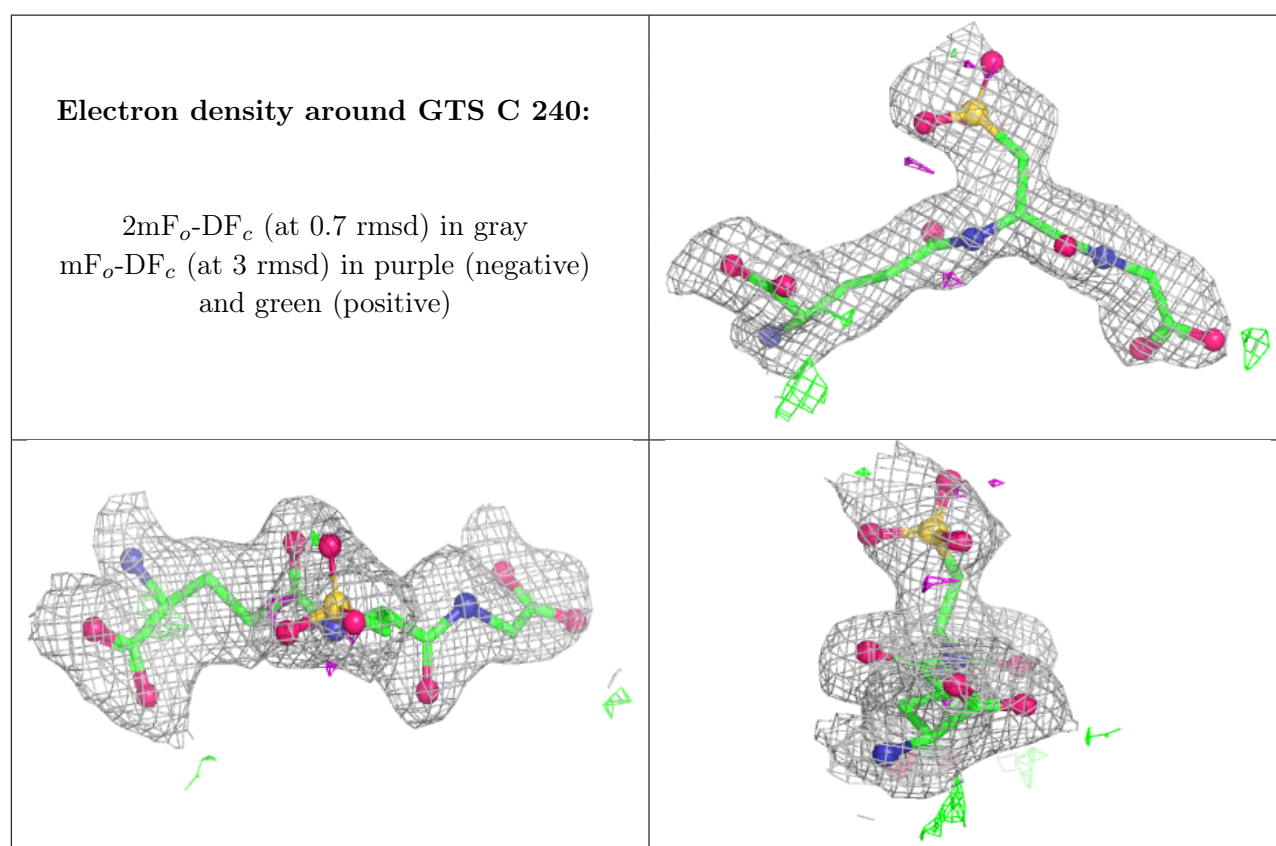 Electron density around GTS C 240:
2mF$_o$-DF$_c$ (at 0.7 rmsd) in gray
mF$_o$-DF$_c$ (at 3 rmsd) in purple (negative)
and green (positive)